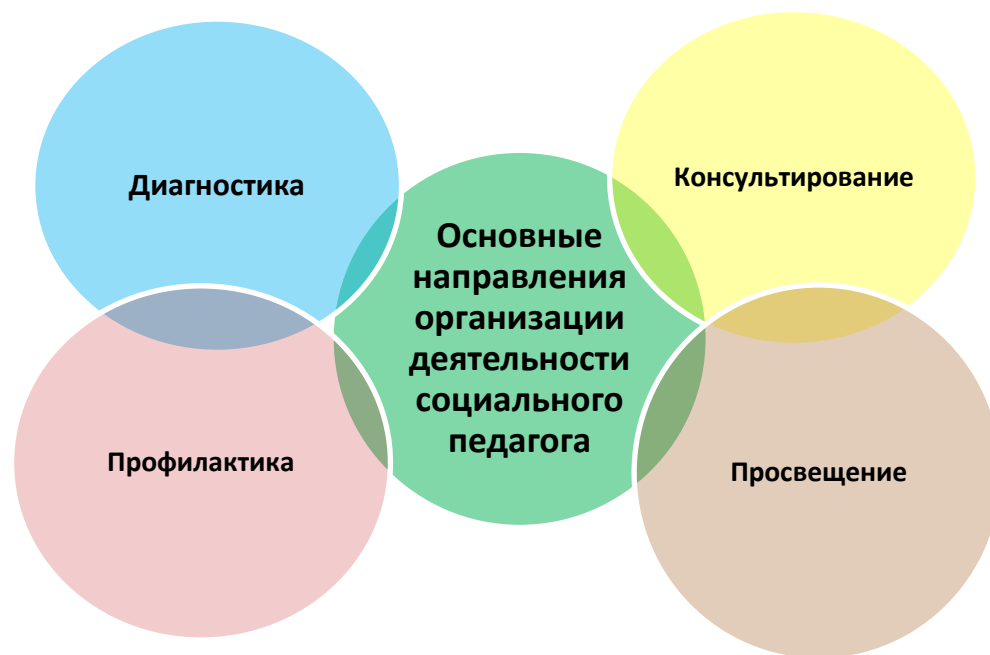 Диагностика
Консультирование
Основные
направления
организации
деятельности
социального
педагога
Профилактика
Просвещение